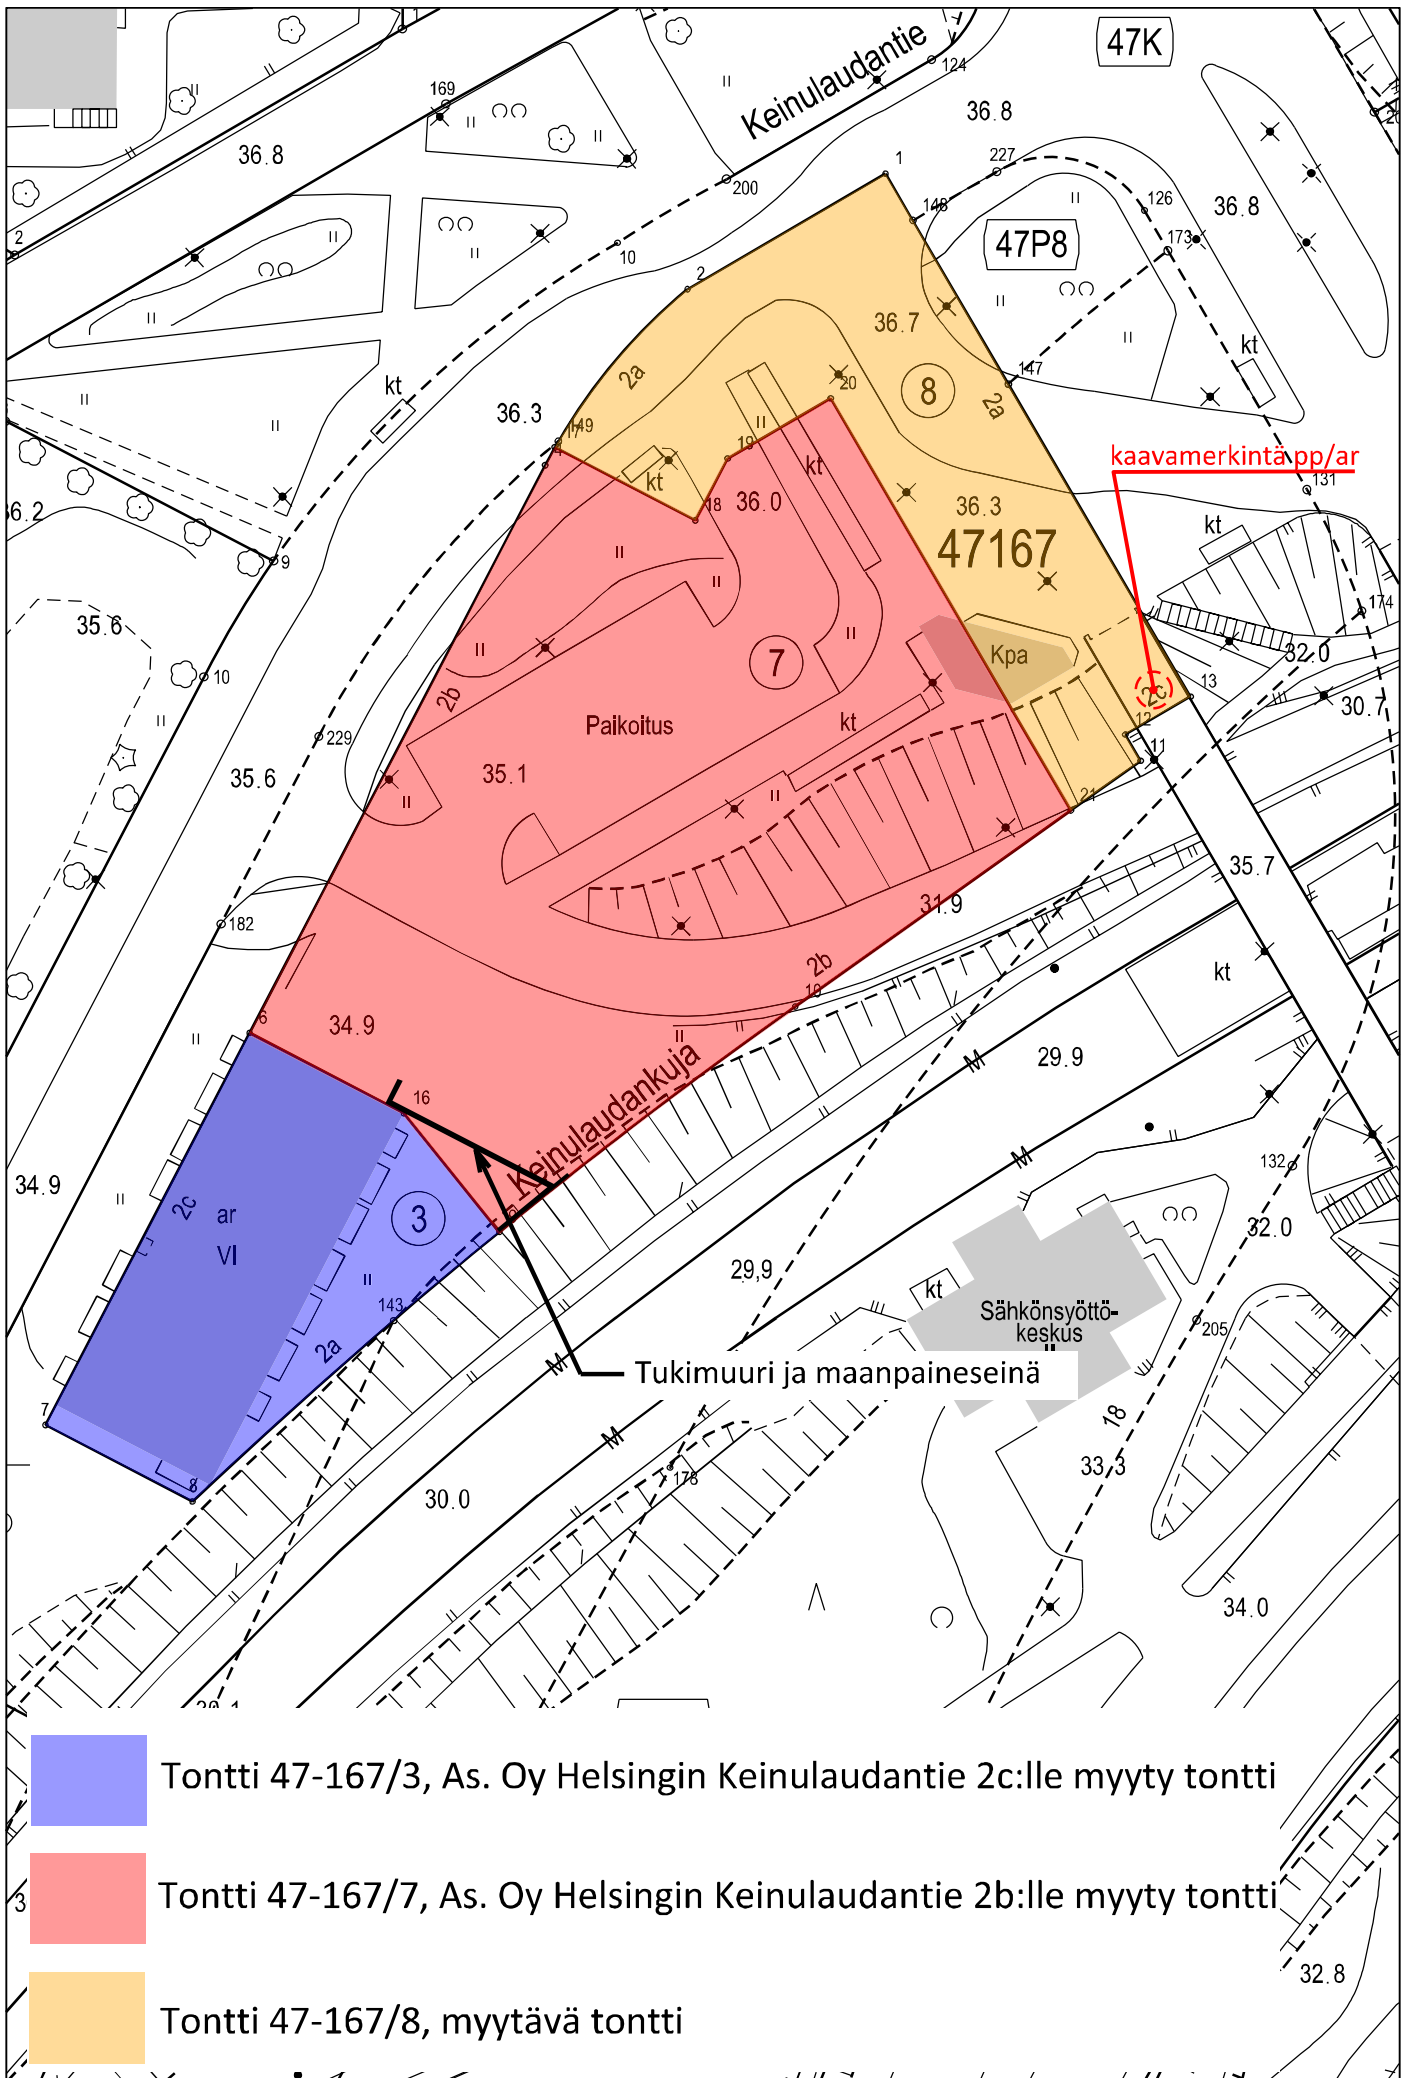 47K
Keinulaudantie
124
169
36.8
36.8
227
1
200
126
36.8
148
2
173
47P8
10
2
36.7
kt
147
2a
20
8
2a
kt
36.3
149
17
19
kaavamerkintä pp/ar
kt
kt
131
36.0
36.3
18
kt
47167
9
174
35.6
7
Kpa
32.0
10
2c
13
30.7
2b
Paikoitus
kt
12
11
229
35.1
35.6
21
35.7
31.9
182
2b
kt
10
6
34.9
29.9
M
16
Keinulaudankuja
M
132
34.9
2c
ar
VI
3
9
32.0
29,9
kt
Sähkönsyöttö-
keskus
143
205
2a
M
Tukimuuri ja maanpaineseinä
7
18
M
33.3
178
8
30.0
34.0
Tontti 47-167/3, As. Oy Helsingin Keinulaudantie 2c:lle myyty tontti
Tontti 47-167/7, As. Oy Helsingin Keinulaudantie 2b:lle myyty tontti
3
32.8
Tontti 47-167/8, myytävä tontti